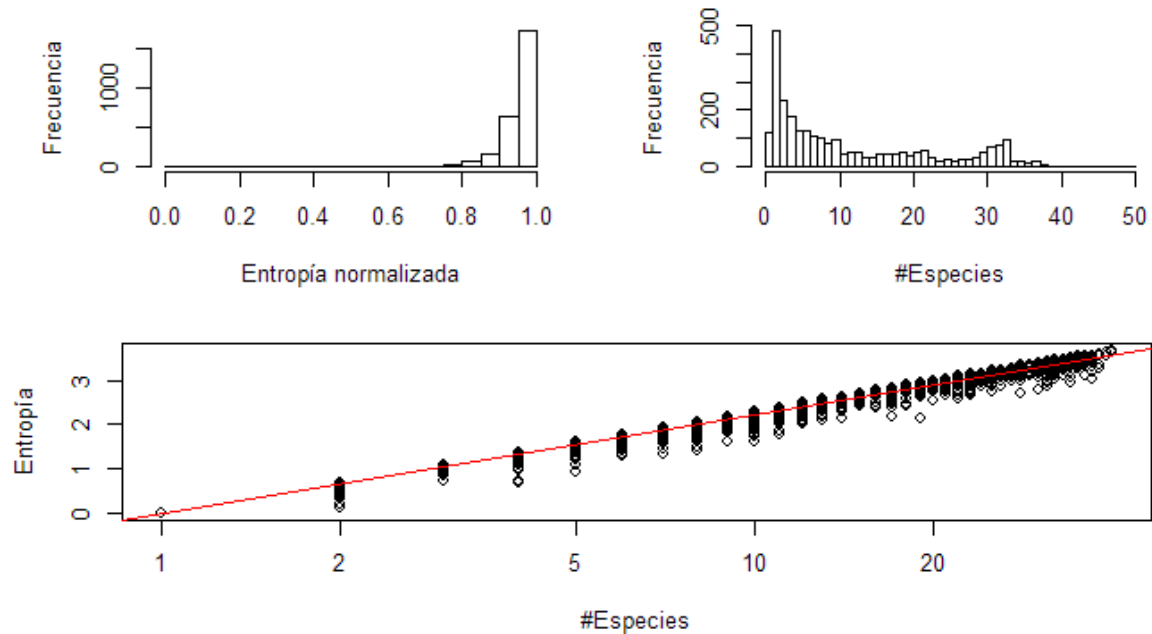 Frecuencia
0
1000
0.0 0.2 0.4 0.6 0.8 1.0
Entropía normalizada
Frecuencia
0
200
500
0 10 20 30 40 50
#Especies
Entropía
0
1
2
3
1 2 5 10 20
#Especies